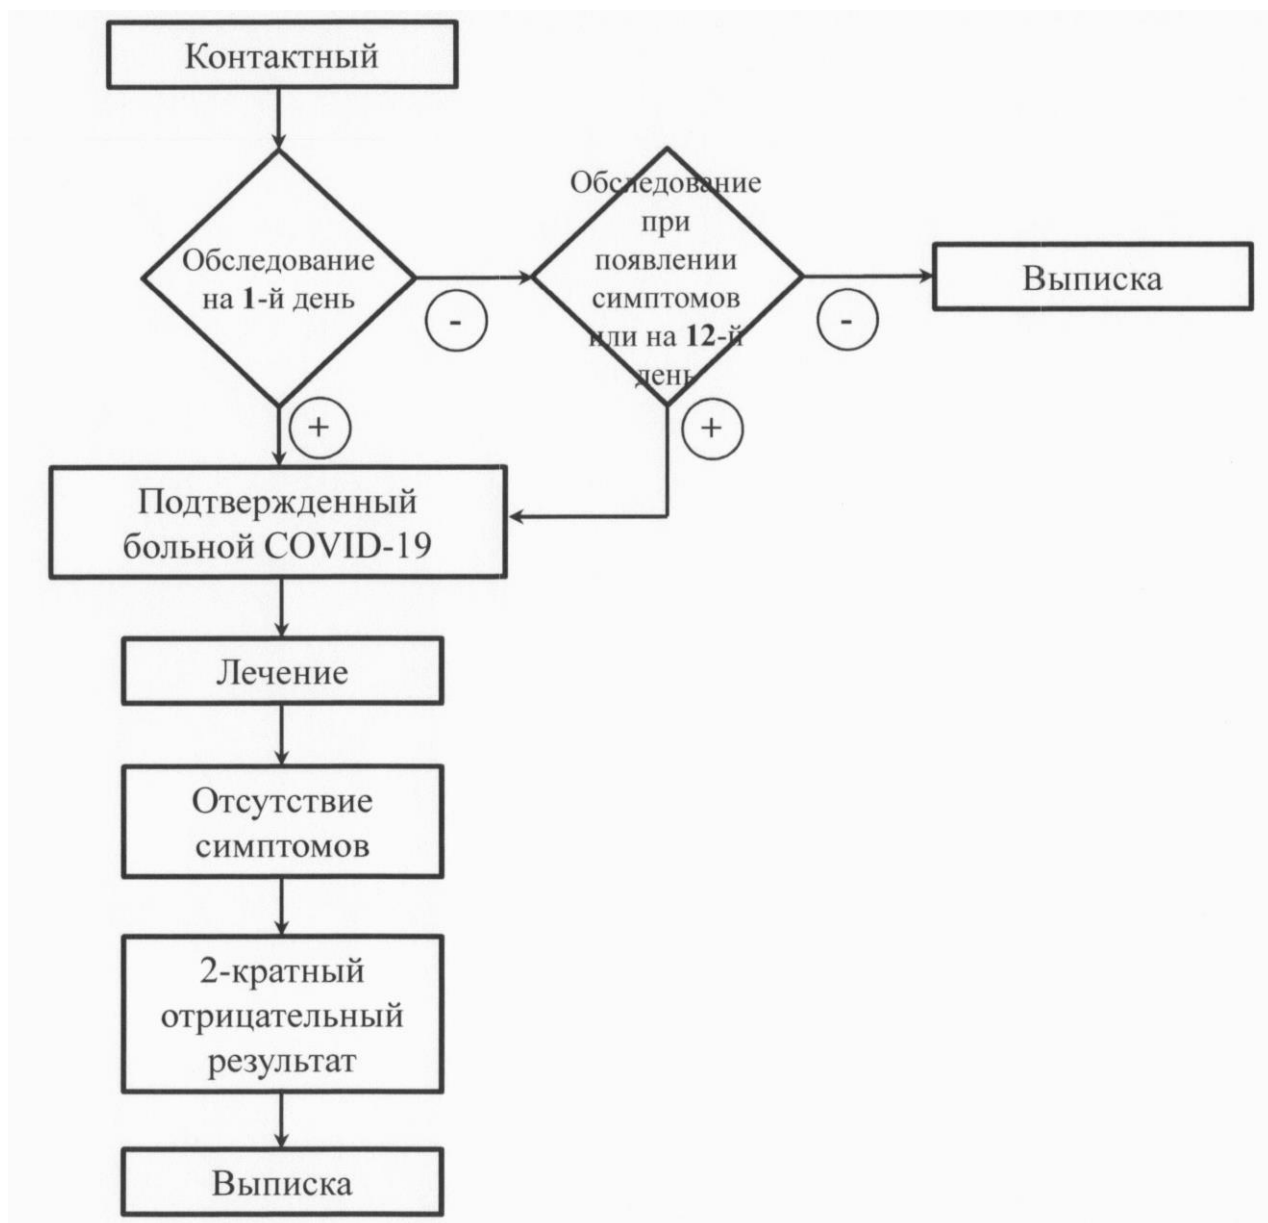 Контактный
Обследование
на 1-й день
-
+
Обследование
при
появлении
симптомов
или на 12-й
день
-
+
Выписка
Подтвержденный
больной COVID-19
Лечение
Отсутствие
симптомов
2-кратный
отрицательный
результат
Выписка